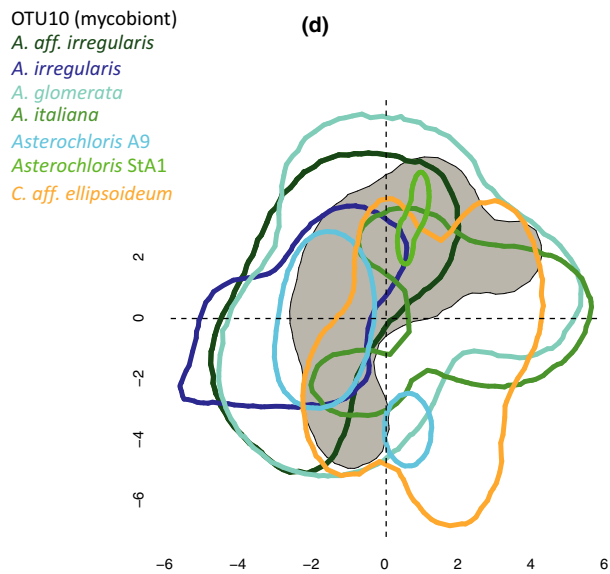 (d)
OTU10 (mycobiont)
A. aff. irregularis
A. irregularis
A. glomerata
A. italiana
Asterochloris A9
Asterochloris StA1
C. aff. ellipsoideum
2
0
−2
−4
−6
−6 −4 −2 0 2 4 6